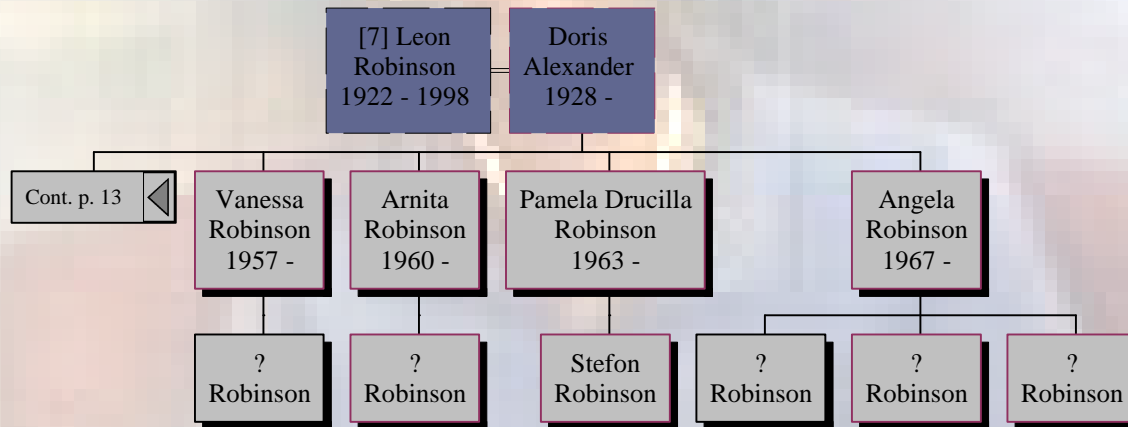 [7] Leon
Robinson
1922 - 1998
Doris
Alexander
1928 -
Cont. p. 13
Vanessa
Robinson
1957 -
Arnita
Robinson
1960 -
Pamela Drucilla
Robinson
1963 -
Angela
Robinson
1967 -
?
Robinson
?
Robinson
Stefon
Robinson
?
Robinson
?
Robinson
?
Robinson